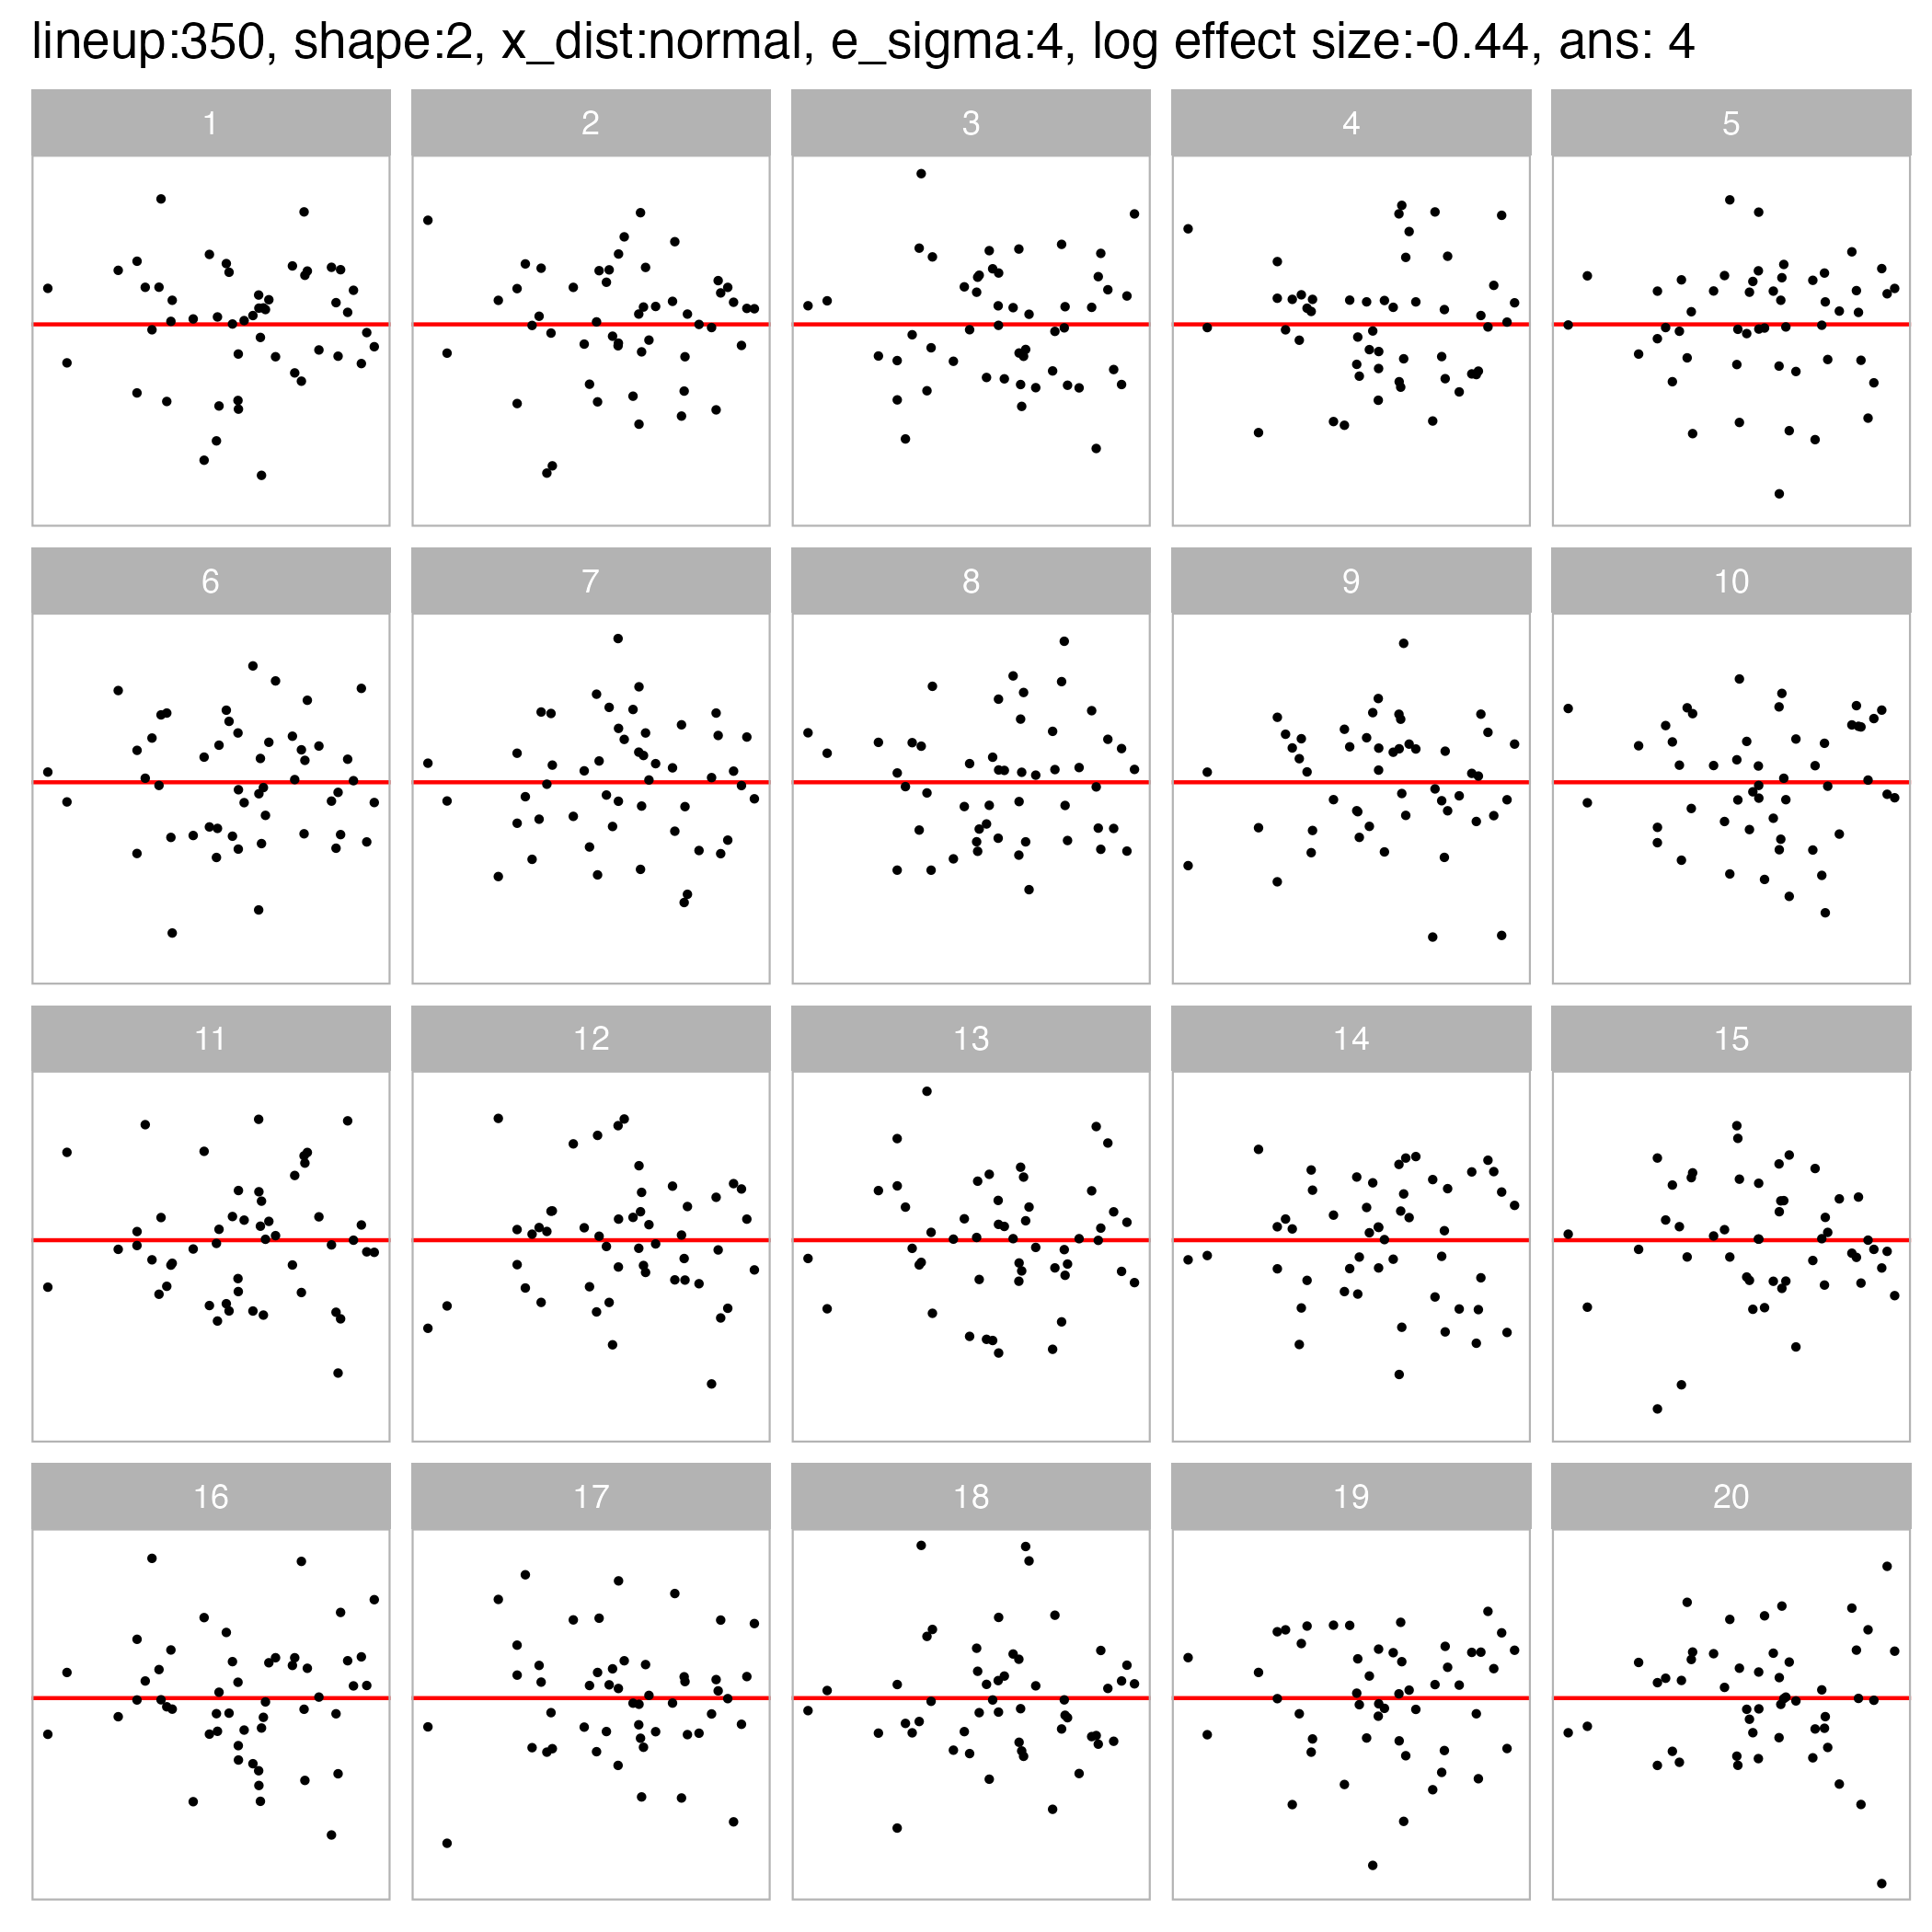 lineup:350, shape:2, x_dist:normal, e_sigma:4, log effect size:-0.44, ans: 4
1 2 3 4 5
6 7 8 9 10
11 12 13 14 15
16 17 18 19 20